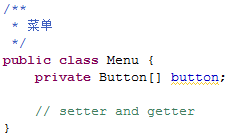 /**
 * 菜单
 */
public class Menu {
    private Button[] button;

    // setter and getter
}